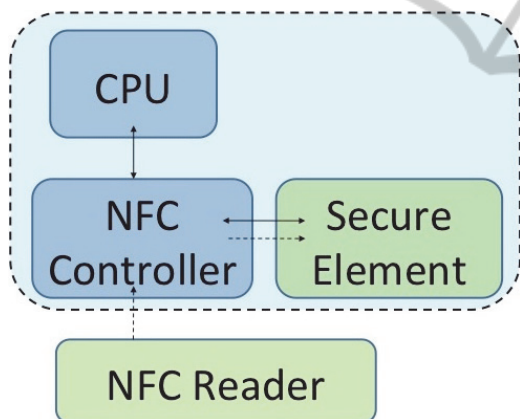 CPU
NFC
Controller
Secure
Element
NFC Reader